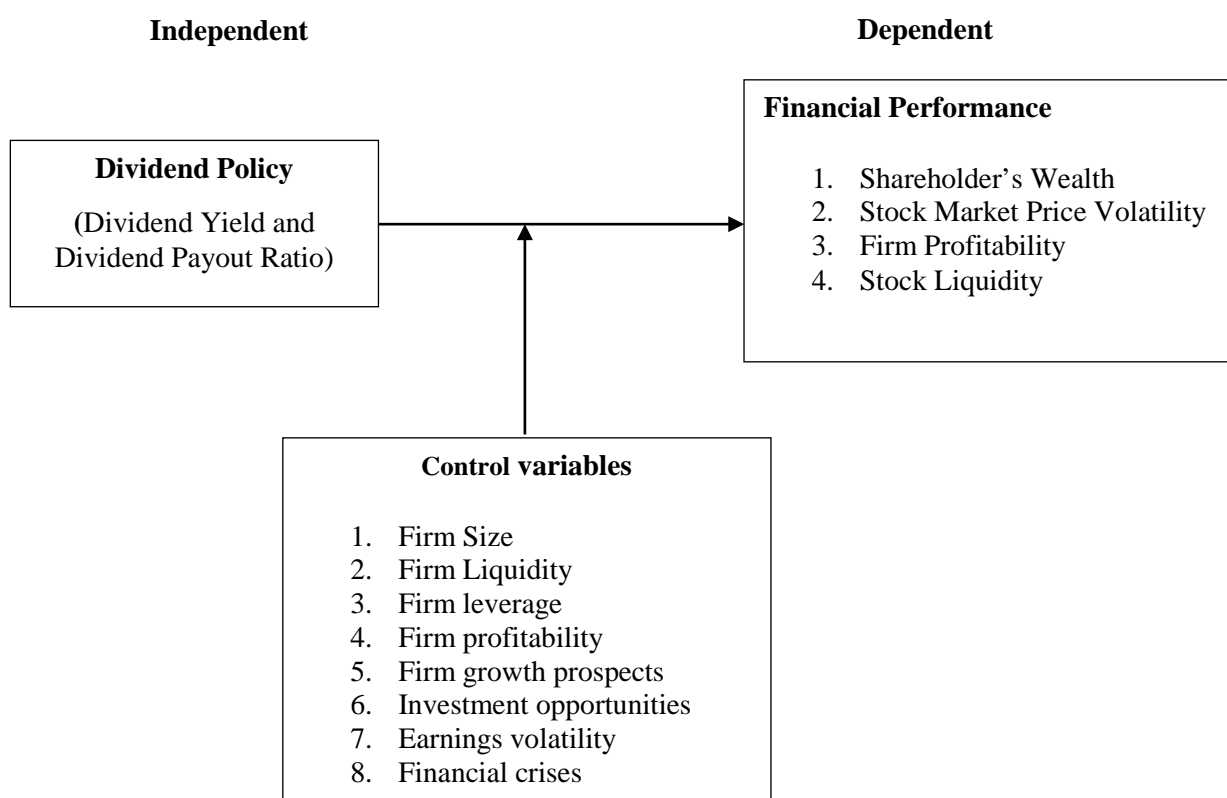 Independent
Dependent
Dividend Policy
(Dividend Yield and
Dividend Payout Ratio)
Financial Performance
1. Shareholder’s Wealth
2. Stock Market Price Volatility
3. Firm Profitability
4. Stock Liquidity
Control variables
1. Firm Size
2. Firm Liquidity
3. Firm leverage
4. Firm profitability
5. Firm growth prospects
6. Investment opportunities
7. Earnings volatility
8. Financial crises